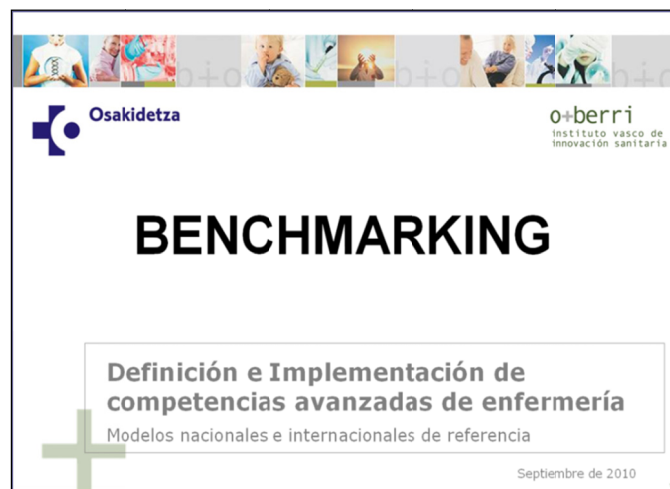 b+o
b+o
b+o
Osakidetza
o+berri
instituto vasco de
innovación sanitaria
BENCHMARKING
Definición e Implementación de
competencias avanzadas de enfermería
Modelos nacionales e internacionales de referencia
Septiembre de 2010